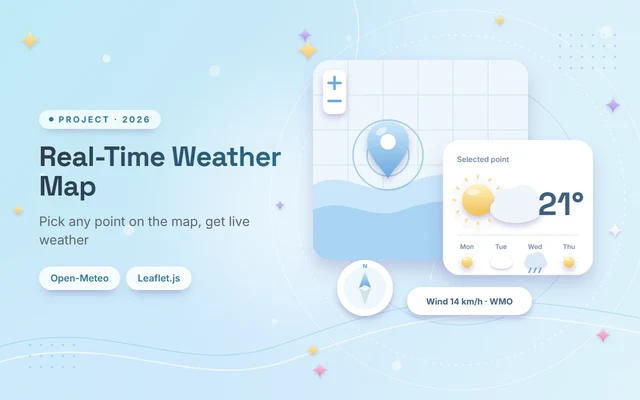 PROJECT · 2026
Real-Time Weather
Map
Pick any point on the map, get live
weather
Open-Meteo
Leaflet.js
+
−
Selected point
21°
Mon
Tue
Wed
Thu
N
Wind 14 km/h · WMO